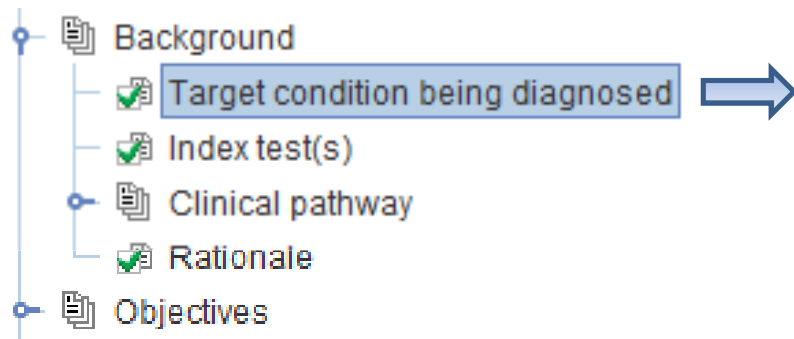 Background
Target condition being diagnosed
Index test(s)
Clinical pathway
Rationale
Objectives